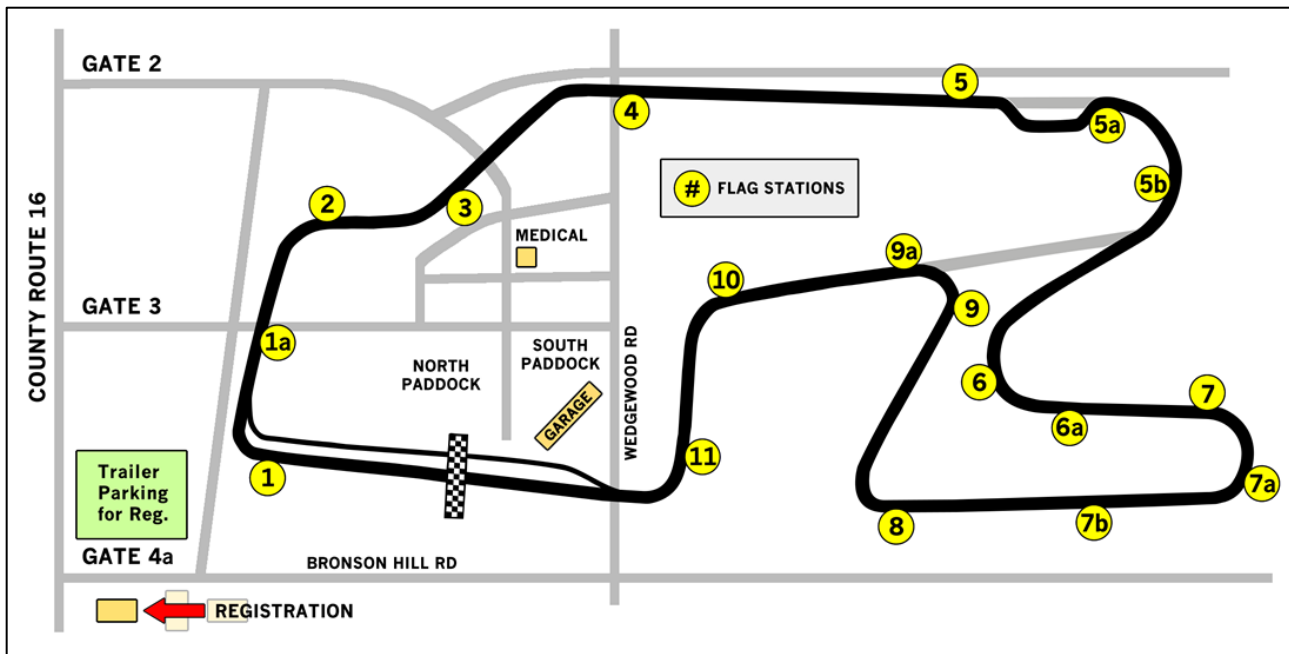 GATE 2
5
4
5a
5b
# FLAG STATIONS
2
3
COUNTY ROUTE 16
MEDICAL
9a
10
9
GATE 3
1a
SOUTH
PADDOCK
NORTH
PADDOCK
WEDGEWOOD RD
6
7
6a
GARAGE
11
1
7a
Trailer
Parking
for Reg.
8
7b
GATE 4a
BRONSON HILL RD
REGISTRATION